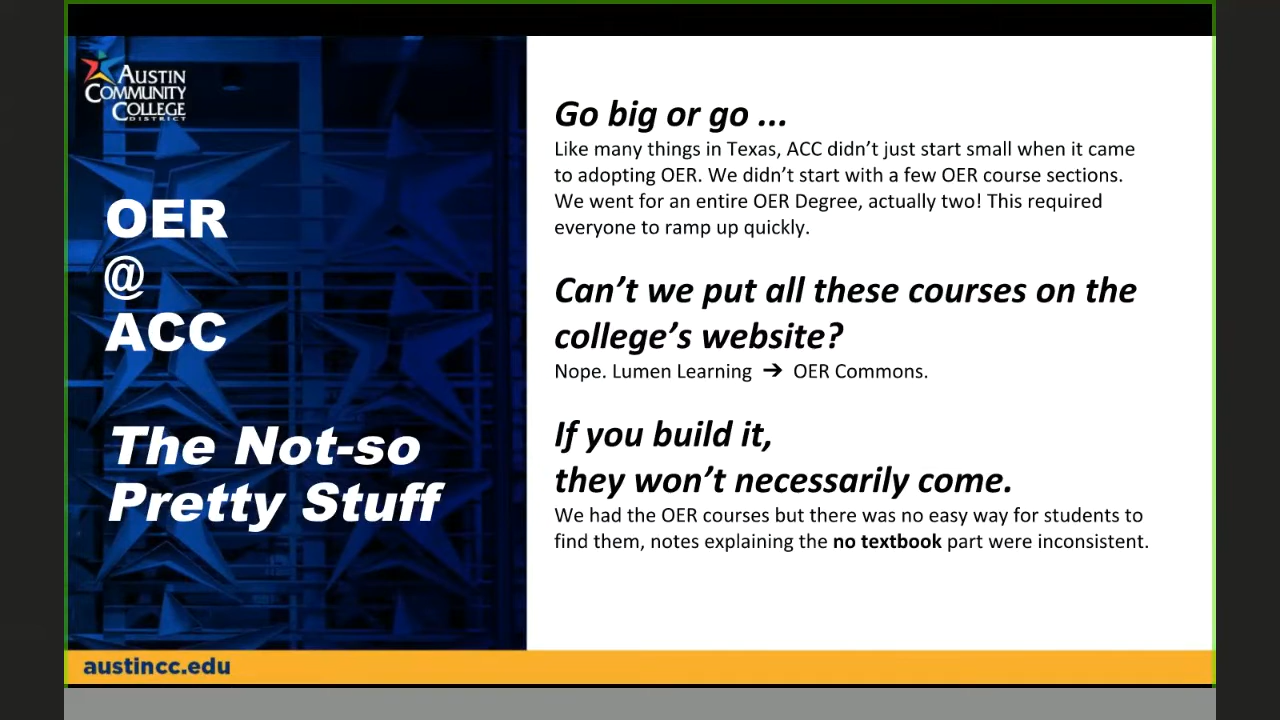 AUSTIN
COMMUNITY
COLLEGE
DISTRICT
OER
@
ACC
The Not-so
Pretty Stuff
Go big or go ...
Like many things in Texas, ACC didn’t just start small when it came
to adopting OER. We didn’t start with a few OER course sections.
We went for an entire OER Degree, actually two! This required
everyone to ramp up quickly.
Can’t we put all these courses on the
college’s website?
Nope. Lumen Learning ➔ OER Commons.
If you build it,
they won’t necessarily come.
We had the OER courses but there was no easy way for students to
find them, notes explaining the no textbook part were inconsistent.
austincc.edu